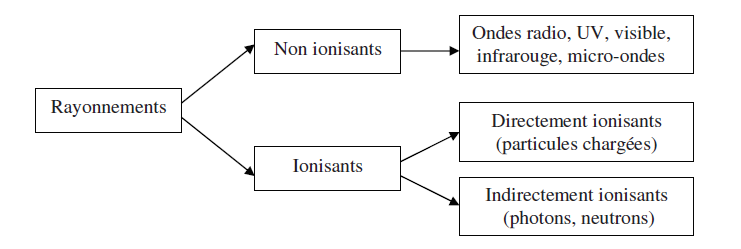 Rayonnements
Non ionisants
Ondes radio, UV, visible,
infrarouge, micro-ondes
Ionisants
Directement ionisants
(particules chargées)
Indirectement ionisants
(photons, neutrons)